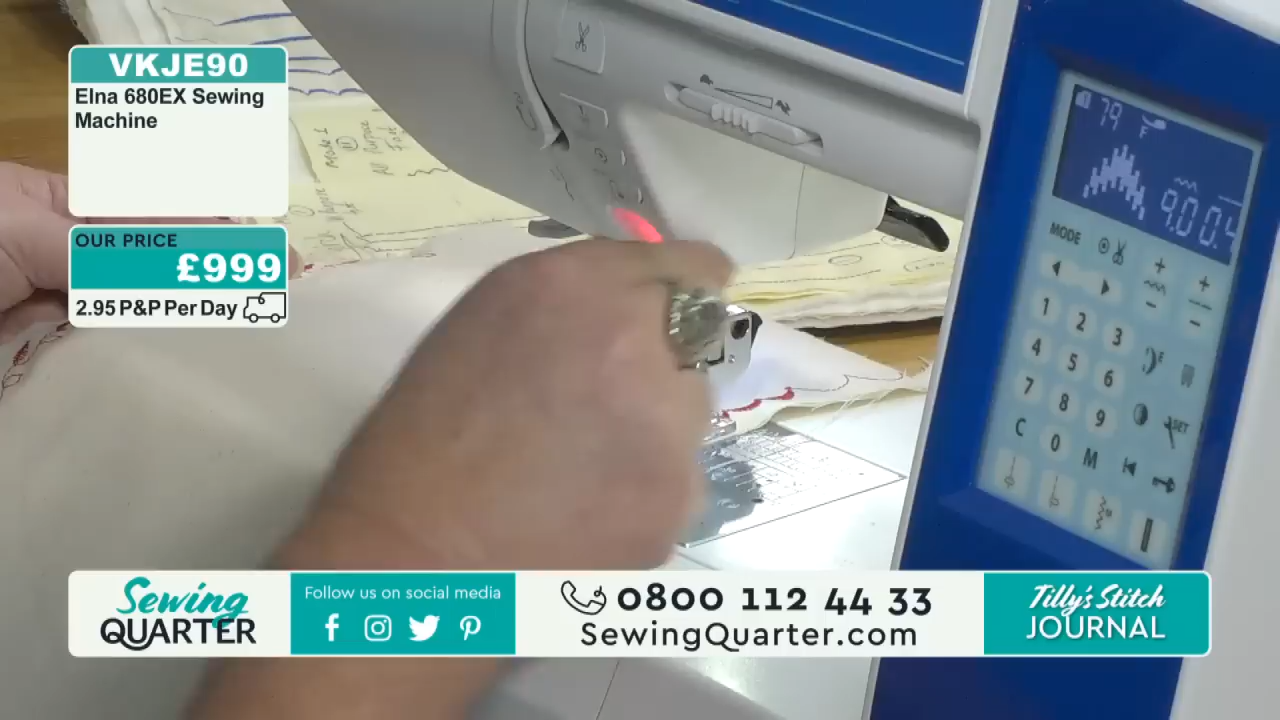 VKJE90
Elna 680EX Sewing
Machine
OUR PRICE
£999
2.95 P&P Per Day
79
F
9.0 0.4
MODE
1 2 3
4 5 6
7 8 9
SET
C 0 M
Sewing
QUARTER
Follow us on social media
0800 112 44 33
SewingQuarter.com
Tilly's Stitch
JOURNAL